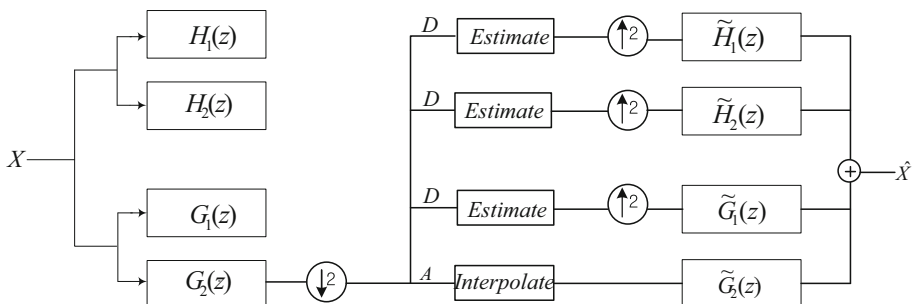 X
H₁(z)
H₂(z)
G₁(z)
G₂(z)
↓2
D
Estimate
↑2
H̃₁(z)
D
Estimate
↑2
H̃₂(z)
D
Estimate
↑2
G̃₁(z)
A
Interpolate
G̃₂(z)
+
X̂